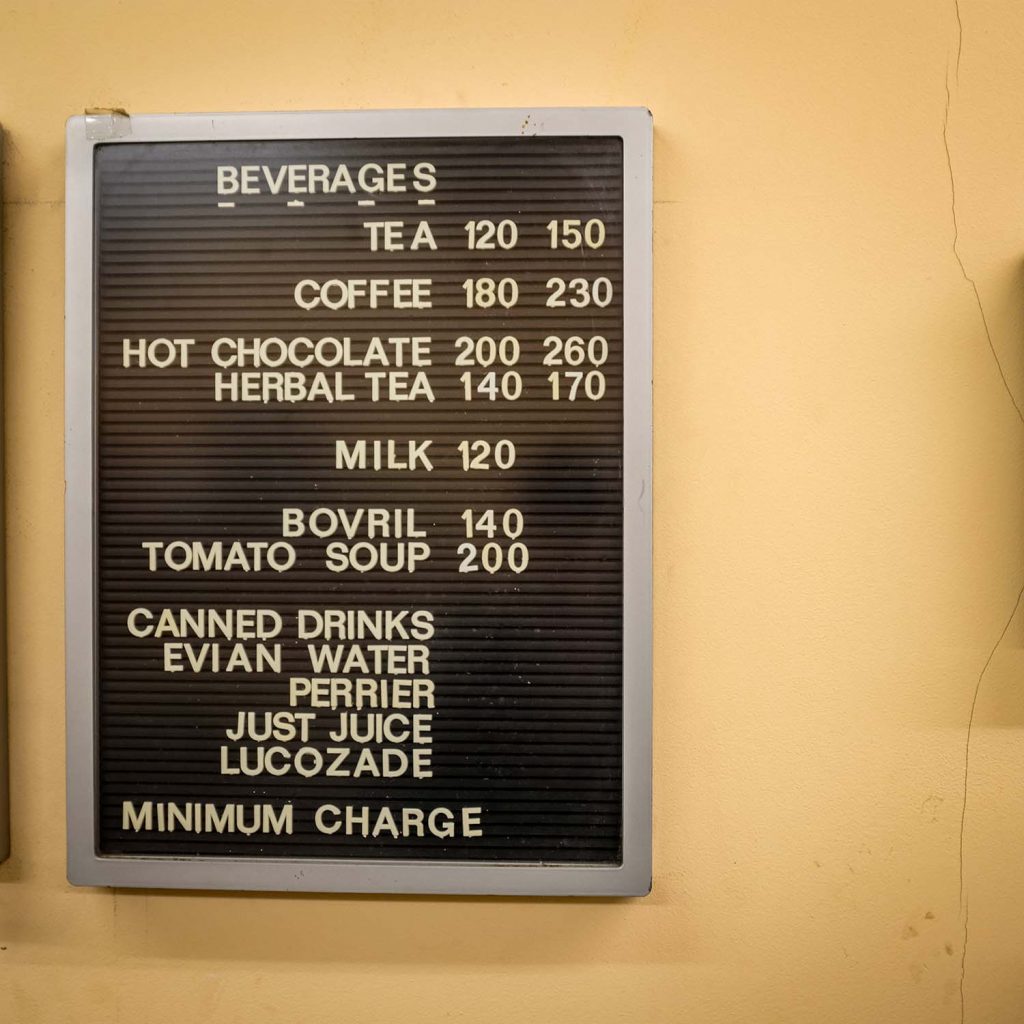 BEVERAGES
TEA 120 150
COFFEE 180 230
HOT CHOCOLATE 200 260
HERBAL TEA 140 170
MILK 120
BOVRIL 140
TOMATO SOUP 200
CANNED DRINKS
EVIAN WATER
PERRIER
JUST JUICE
LUCOZADE
MINIMUM CHARGE